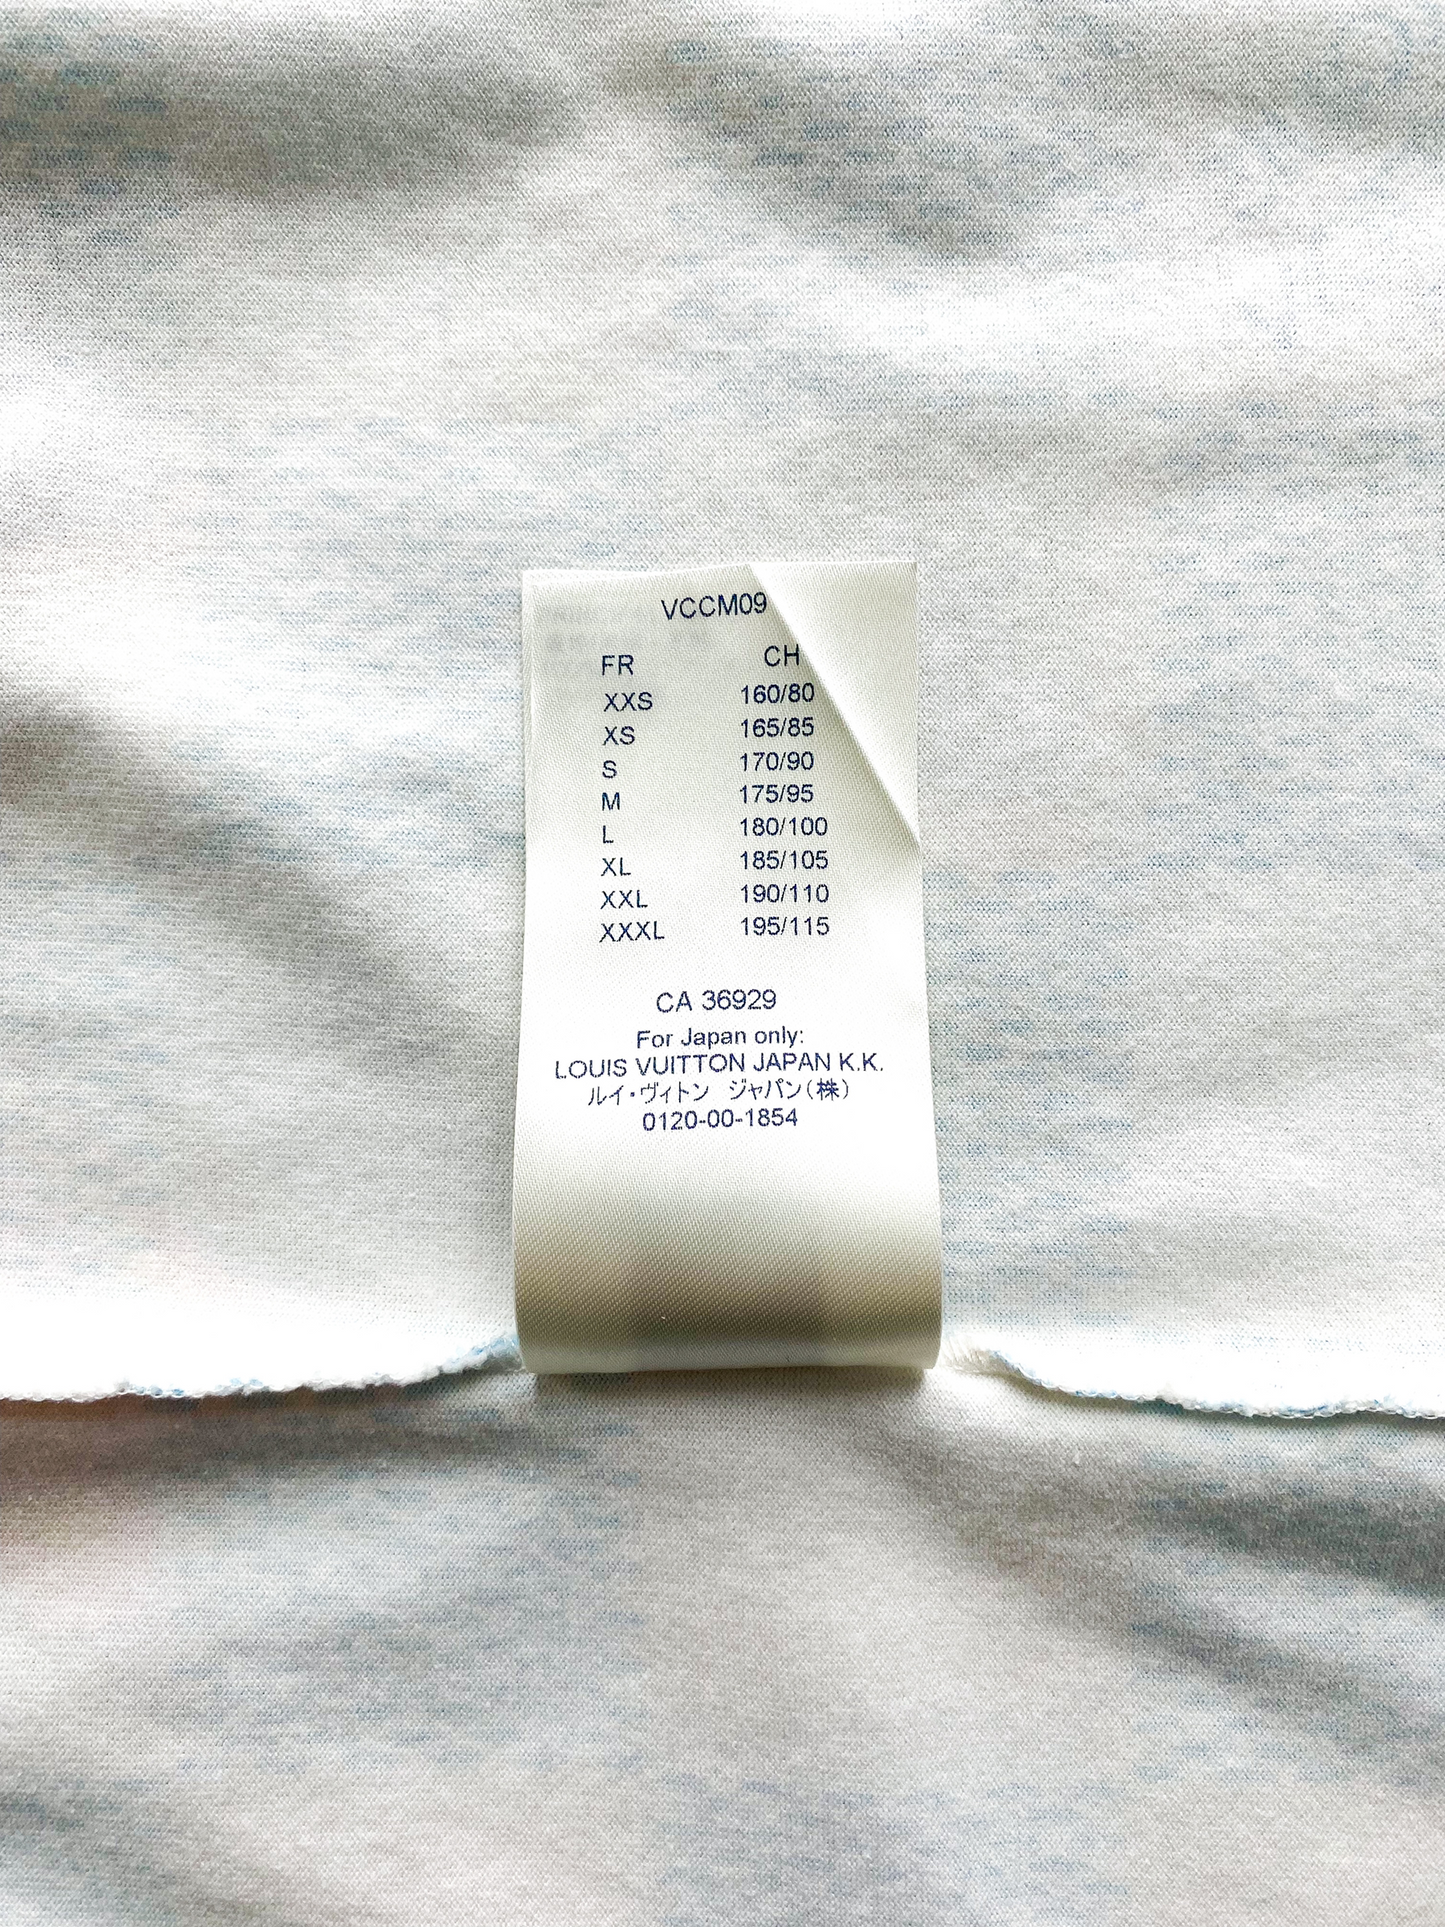 VCCM09
FR CH
XXS 160/80
XS 165/85
S 170/90
M 175/95
L 180/100
XL 185/105
XXL 190/110
XXXL 195/115
CA 36929
For Japan only:
LOUIS VUITTON JAPAN K.K.
ルイ・ヴィトン ジャパン(株)
0120-00-1854